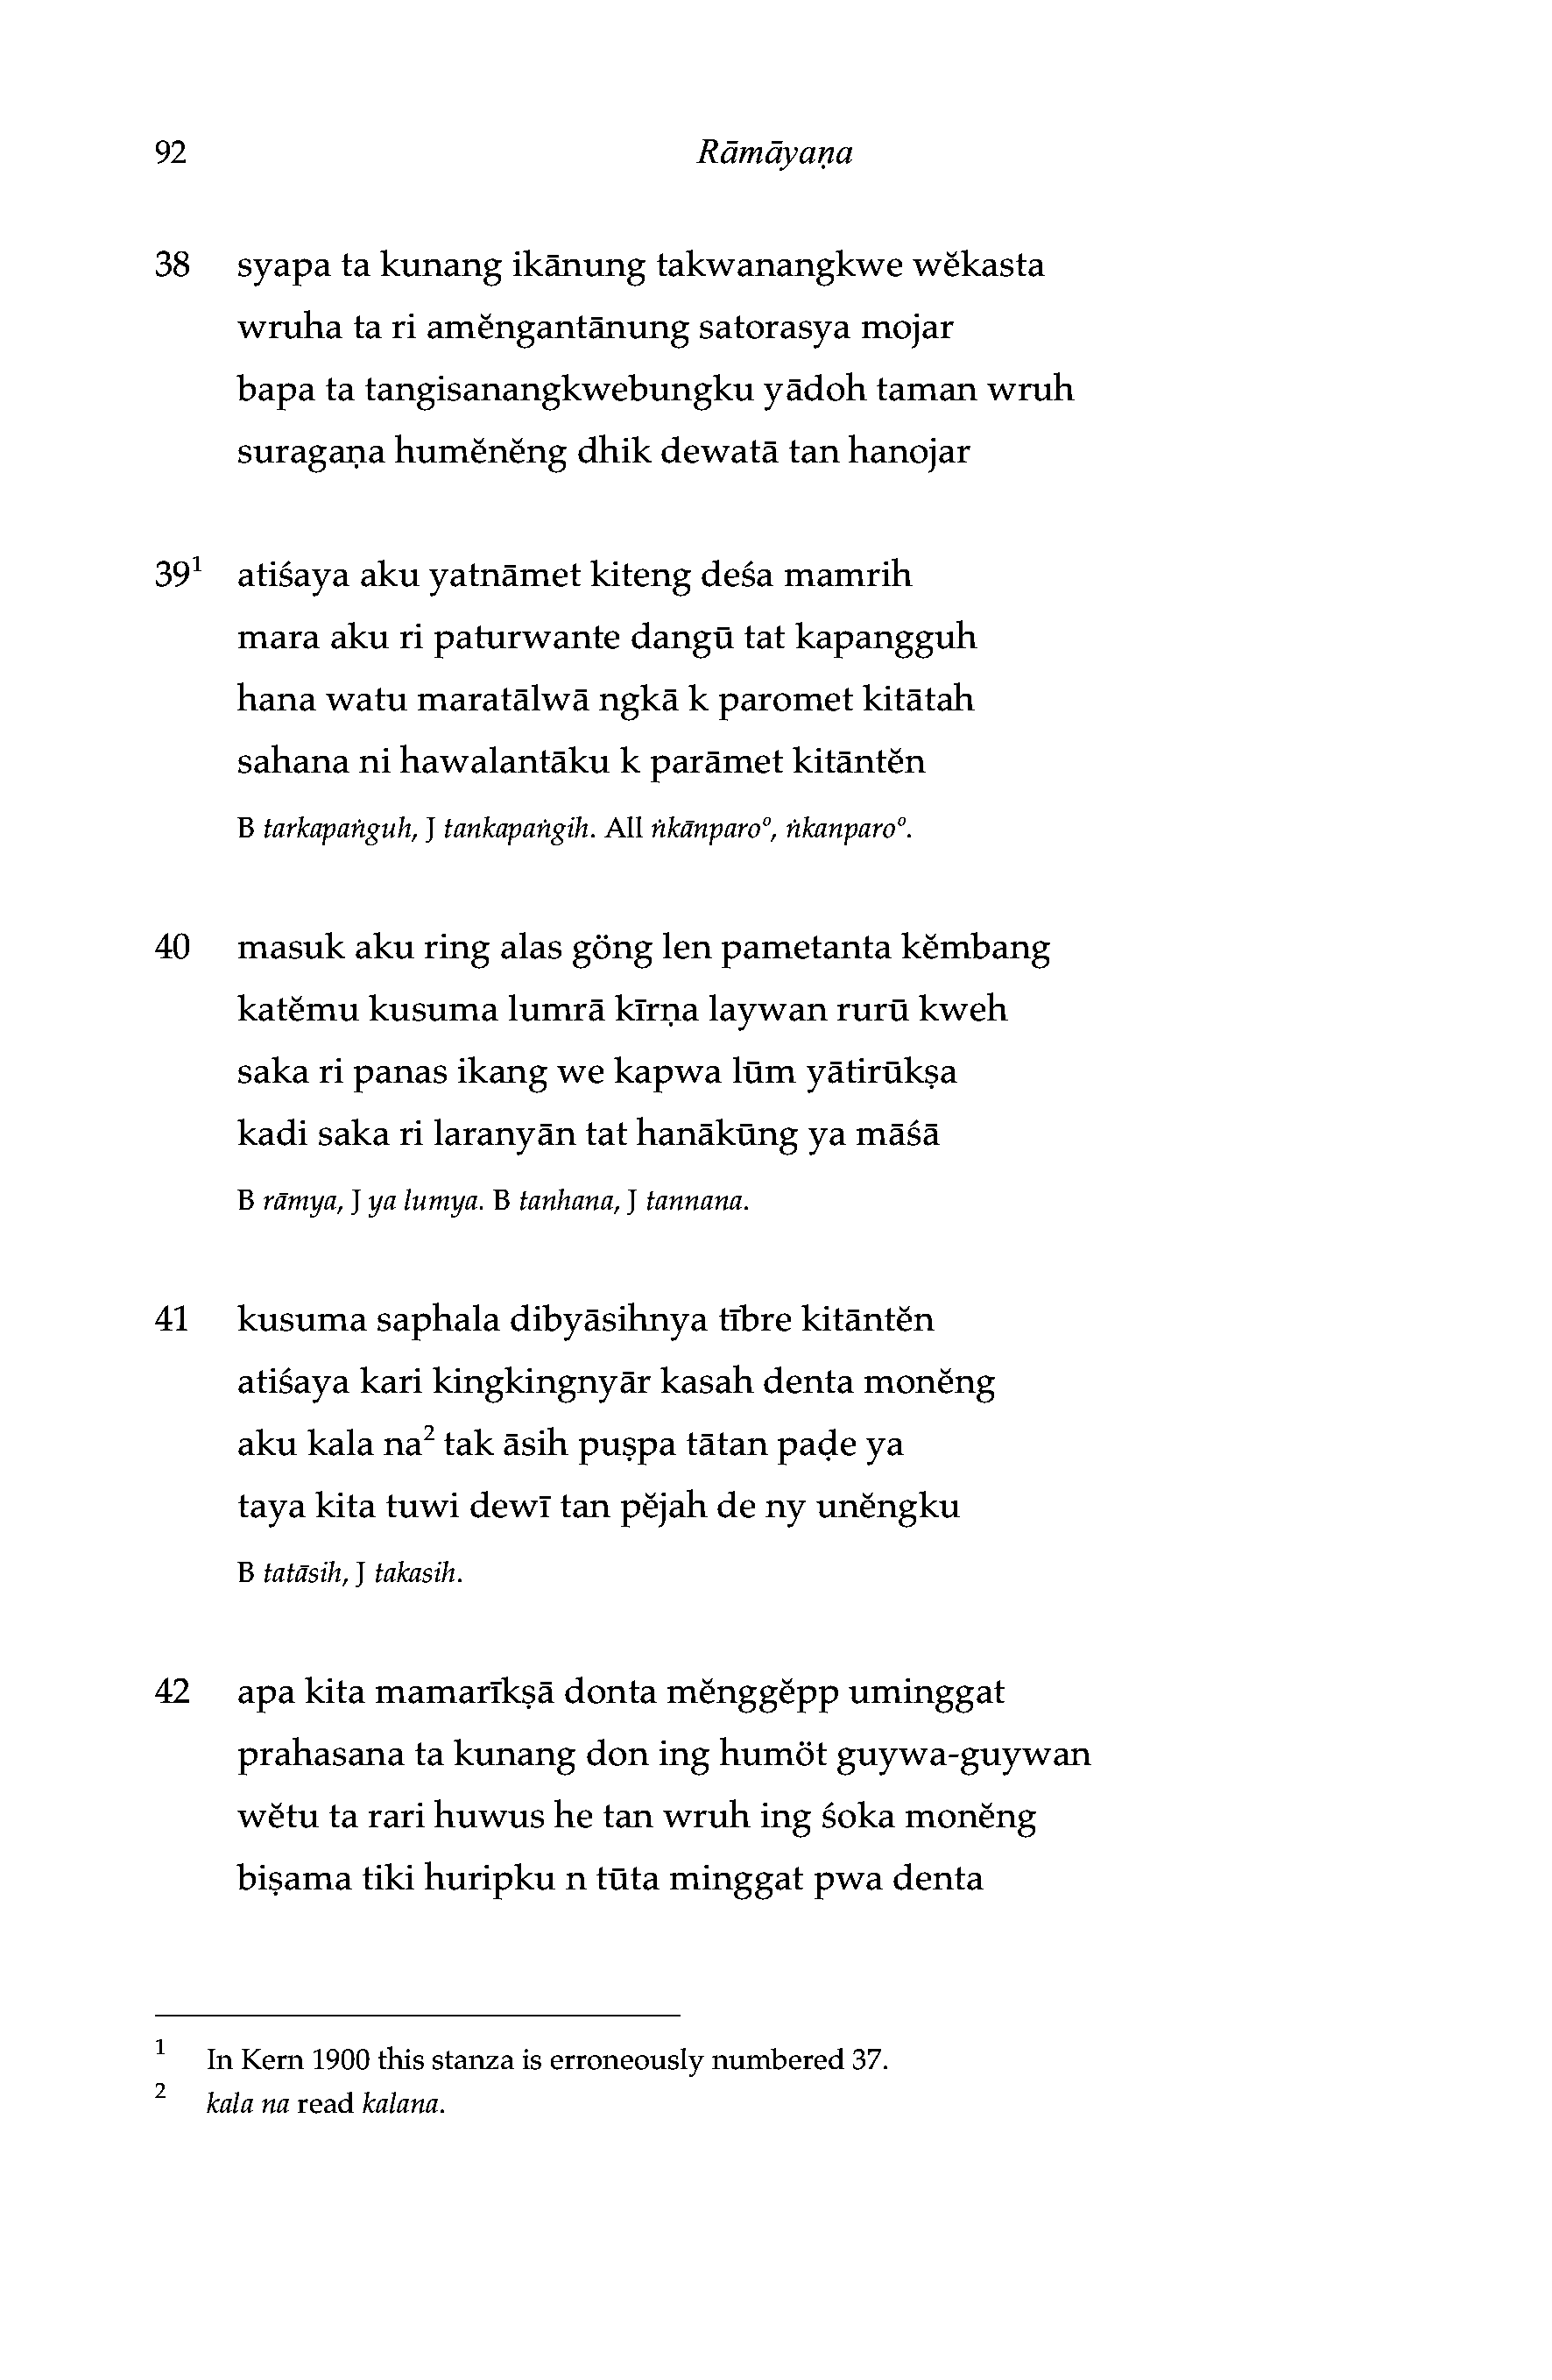 92 Rāmāyaṇa
38 syapa ta kunang ikānung takwanangkwe wĕkasta
wruha ta ri amĕngantānung satorasya mojar
bapa ta tangisanangkwebungku yādoh taman wruh
suragaṇa humĕnĕng dhik dewatā tan hanojar
39¹ atiśaya aku yatnāmet kiteng deśa mamrih
mara aku ri paturwante dangū tat kapangguh
hana watu maratālwā ngkā k paromet kitātah
sahana ni hawalantāku k parāmet kitāntĕn
B tarkapaṅguh, J tankapaṅgih. All ṅkānparoº, ṅkanparoº.
40 masuk aku ring alas göng len pametanta kĕmbang
katĕmu kusuma lumrā kīrṇa laywan rurū kweh
saka ri panas ikang we kapwa lūm yātirūkṣa
kadi saka ri laranyān tat hanākūng ya māśā
B rāmya, J ya lumya. B tanhana, J tannana.
41 kusuma saphala dibyāsihnya tībre kitāntĕn
atiśaya kari kingkingnyār kasah denta monĕng
aku kala na² tak āsih puṣpa tātan paḍe ya
taya kita tuwi dewī tan pĕjah de ny unĕngku
B tatāsih, J takasih.
42 apa kita mamarīkṣā donta mĕnggĕpp uminggat
prahasana ta kunang don ing humöt guywa-guywan
wĕtu ta rari huwus he tan wruh ing śoka monĕng
biṣama tiki huripku n tūta minggat pwa denta
1 In Kern 1900 this stanza is erroneously numbered 37.
2 kala na read kalana.